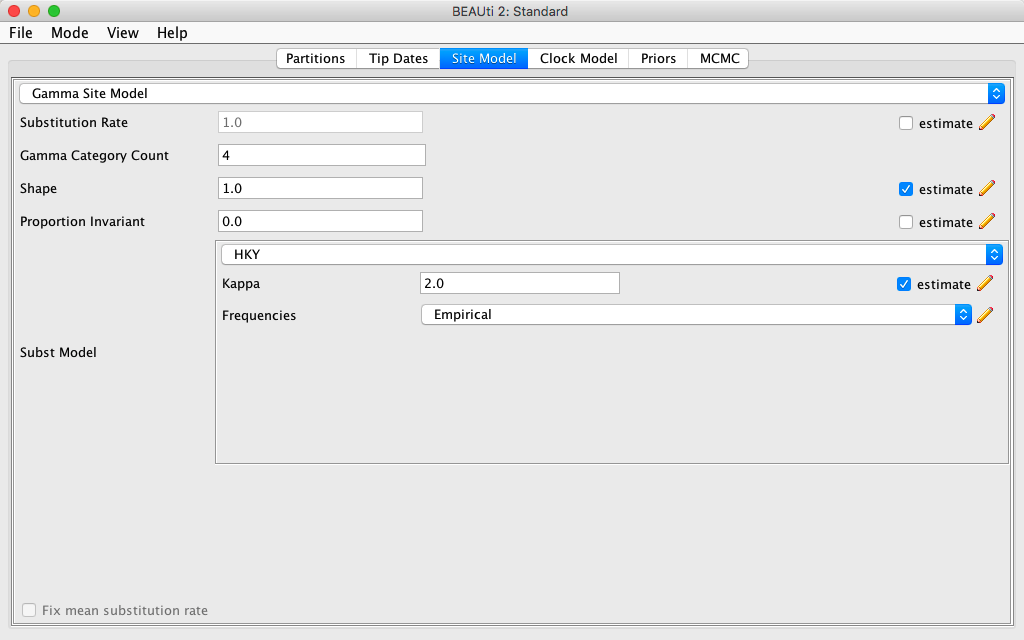 BEAUti 2: Standard
File Mode View Help
Partitions Tip Dates Site Model Clock Model Priors MCMC
Gamma Site Model
Substitution Rate 1.0 estimate
Gamma Category Count 4
Shape 1.0 estimate
Proportion Invariant 0.0 estimate
HKY
Kappa 2.0 estimate
Frequencies Empirical
Subst Model
Fix mean substitution rate